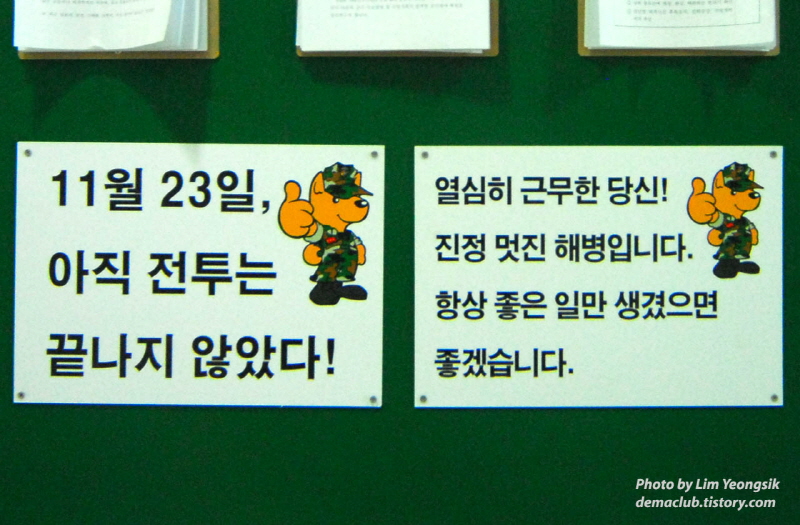 11월 23일,
아직 전투는
끝나지 않았다!
열심히 근무한 당신!
진정 멋진 해병입니다.
항상 좋은 일만 생겼으면
좋겠습니다.
Photo by Lim Yeongsik
demaclub.tistory.com